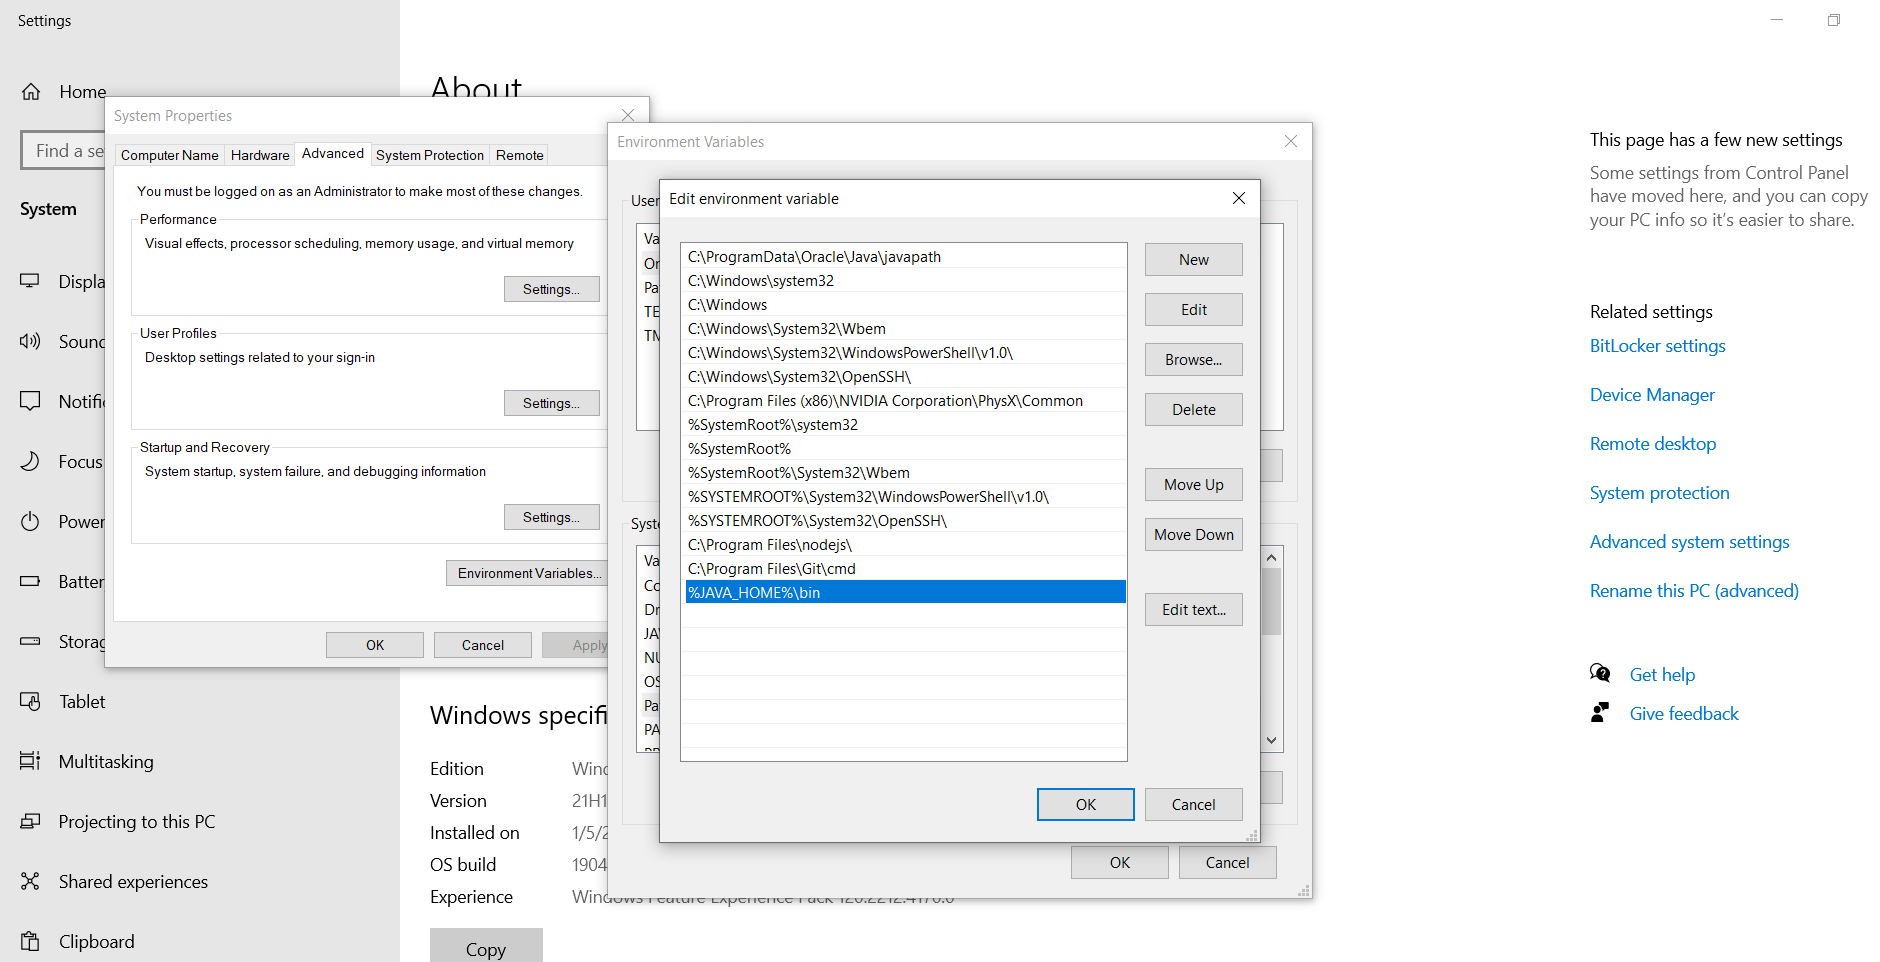 Settings
Home
Find a se
System
Sound
Power
Tablet
Multitasking
Projecting to this PC
Shared experiences
Clipboard
About
Windows specifi
Edition
Version
21H1
Installed on
1/5/2
OS build
1904
Experience
Windows Feature Experience Pack 120.2212.4170.0
Copy
System Properties
Computer Name
Hardware
Advanced
System Protection
Remote
You must be logged on as an Administrator to make most of these changes.
Performance
Visual effects, processor scheduling, memory usage, and virtual memory
Settings...
User Profiles
Desktop settings related to your sign-in
Settings...
Startup and Recovery
System startup, system failure, and debugging information
Settings...
Environment Variables...
OK
Cancel
Apply
Environment Variables
User
Va
Or
Pa
TE
TM
Syste
Va
Co
Dr
JA
NU
OS
Pa
PA
OK
Cancel
Edit environment variable
C:\ProgramData\Oracle\Java\javapath
C:\Windows\system32
C:\Windows
C:\Windows\System32\Wbem
C:\Windows\System32\WindowsPowerShell\v1.0\
C:\Windows\System32\OpenSSH\
C:\Program Files (x86)\NVIDIA Corporation\PhysX\Common
%SystemRoot%\system32
%SystemRoot%
%SystemRoot%\System32\Wbem
%SYSTEMROOT%\System32\WindowsPowerShell\v1.0\
%SYSTEMROOT%\System32\OpenSSH\
C:\Program Files\nodejs\
C:\Program Files\Git\cmd
%JAVA_HOME%\bin
New
Edit
Browse...
Delete
Move Up
Move Down
Edit text...
OK
Cancel
This page has a few new settings
Some settings from Control Panel
have moved here, and you can copy
your PC info so it's easier to share.
Related settings
BitLocker settings
Device Manager
Remote desktop
System protection
Advanced system settings
Rename this PC (advanced)
Get help
Give feedback